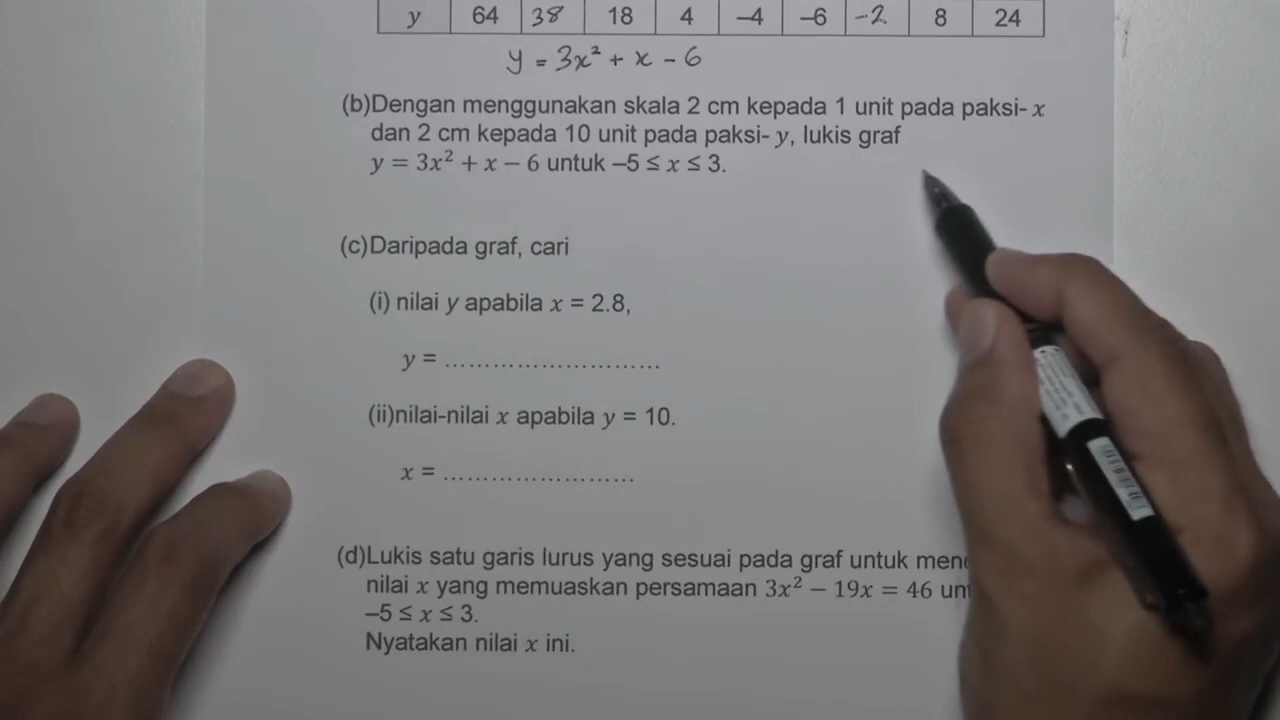 y 64 38 18 4 –4 –6 -2 8 24
y = 3x² + x - 6
(b)Dengan menggunakan skala 2 cm kepada 1 unit pada paksi- x
dan 2 cm kepada 10 unit pada paksi- y, lukis graf
y = 3x² + x − 6 untuk –5 ≤ x ≤ 3.
(c)Daripada graf, cari
(i) nilai y apabila x = 2.8,
y = ...........................
(ii)nilai-nilai x apabila y = 10.
x = ........................
(d)Lukis satu garis lurus yang sesuai pada graf untuk
nilai x yang memuaskan persamaan 3x² − 19x = 46
–5 ≤ x ≤ 3.
Nyatakan nilai x ini.